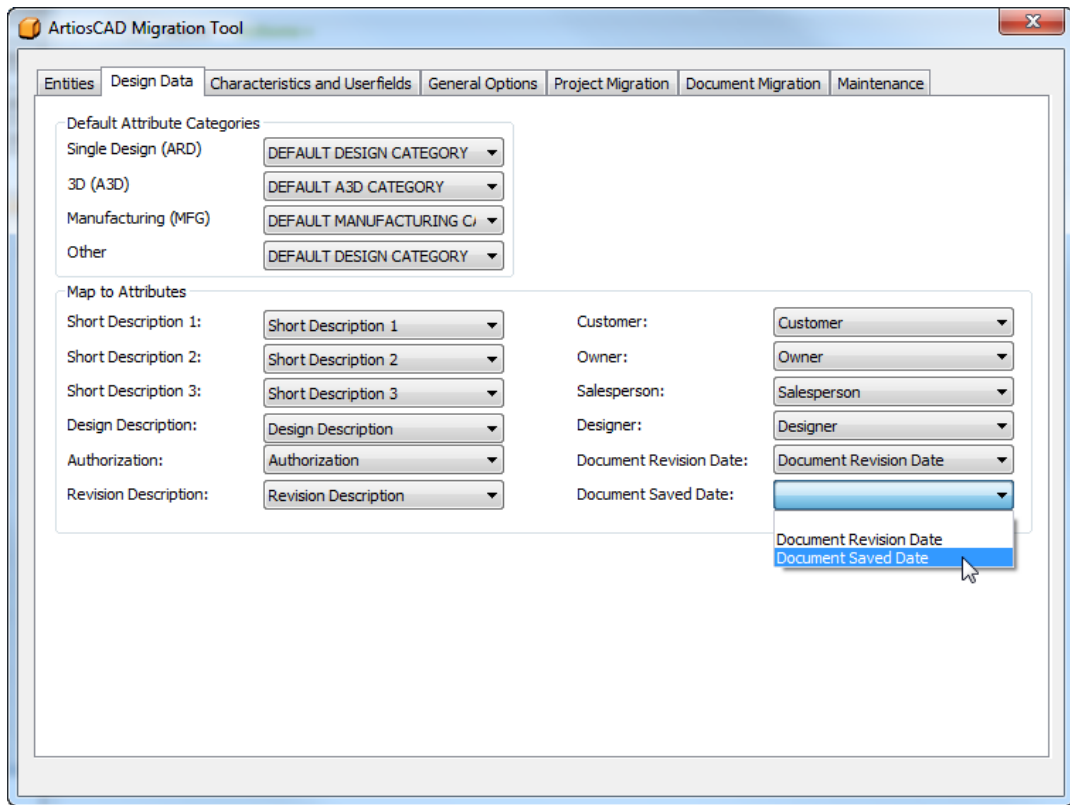 ArtiosCAD Migration Tool
Entities Design Data Characteristics and Userfields General Options Project Migration Document Migration Maintenance
Default Attribute Categories
Single Design (ARD) DEFAULT DESIGN CATEGORY
3D (A3D) DEFAULT A3D CATEGORY
Manufacturing (MFG) DEFAULT MANUFACTURING C
Other DEFAULT DESIGN CATEGORY
Map to Attributes
Short Description 1: Short Description 1 Customer: Customer
Short Description 2: Short Description 2 Owner: Owner
Short Description 3: Short Description 3 Salesperson: Salesperson
Design Description: Design Description Designer: Designer
Authorization: Authorization Document Revision Date: Document Revision Date
Revision Description: Revision Description Document Saved Date:
Document Revision Date
Document Saved Date